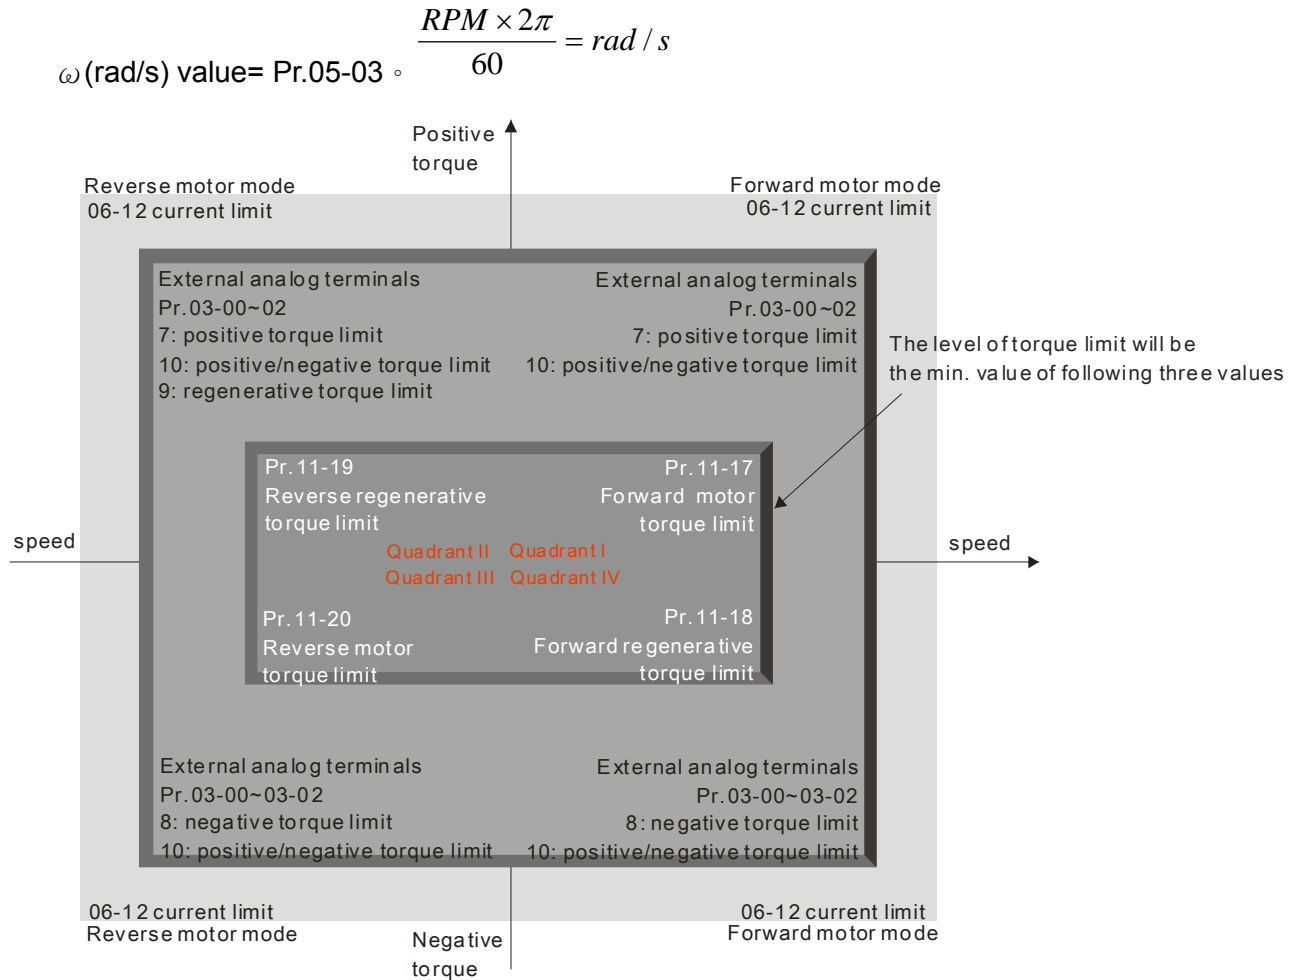 RPM × 2π
60
= rad / s
ω(rad/s) value= Pr.05-03 。
Positive
torque
Reverse motor mode
06-12 current limit
Forward motor mode
06-12 current limit
External analog terminals
Pr.03-00~02
7: positive torque limit
10: positive/negative torque limit
9: regenerative torque limit
External analog terminals
Pr.03-00~02
7: positive torque limit
10: positive/negative torque limit
The level of torque limit will be
the min. value of following three values
Pr.11-19
Reverse regenerative
torque limit
Pr.11-17
Forward motor
torque limit
speed
Quadrant II Quadrant I
Quadrant III Quadrant IV
speed
Pr.11-20
Reverse motor
torque limit
Pr.11-18
Forward regenerative
torque limit
External analog terminals
Pr.03-00~03-02
8: negative torque limit
10: positive/negative torque limit
External analog terminals
Pr.03-00~03-02
8: negative torque limit
10: positive/negative torque limit
06-12 current limit
Reverse motor mode
06-12 current limit
Forward motor mode
Negative
torque